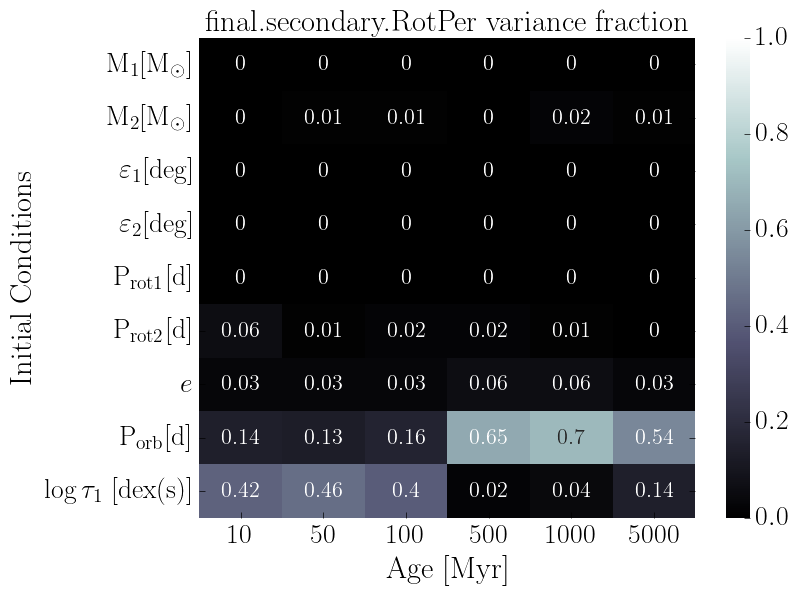 final.secondary.RotPer variance fraction
Initial Conditions
M₁[M⊙] 0 0 0 0 0 0
M₂[M⊙] 0 0.01 0.01 0 0.02 0.01
ε₁[deg] 0 0 0 0 0 0
ε₂[deg] 0 0 0 0 0 0
P_rot1[d] 0 0 0 0 0 0
P_rot2[d] 0.06 0.01 0.02 0.02 0.01 0
e 0.03 0.03 0.03 0.06 0.06 0.03
P_orb[d] 0.14 0.13 0.16 0.65 0.7 0.54
log τ₁ [dex(s)] 0.42 0.46 0.4 0.02 0.04 0.14
10 50 100 500 1000 5000
Age [Myr]
1.0
0.8
0.6
0.4
0.2
0.0